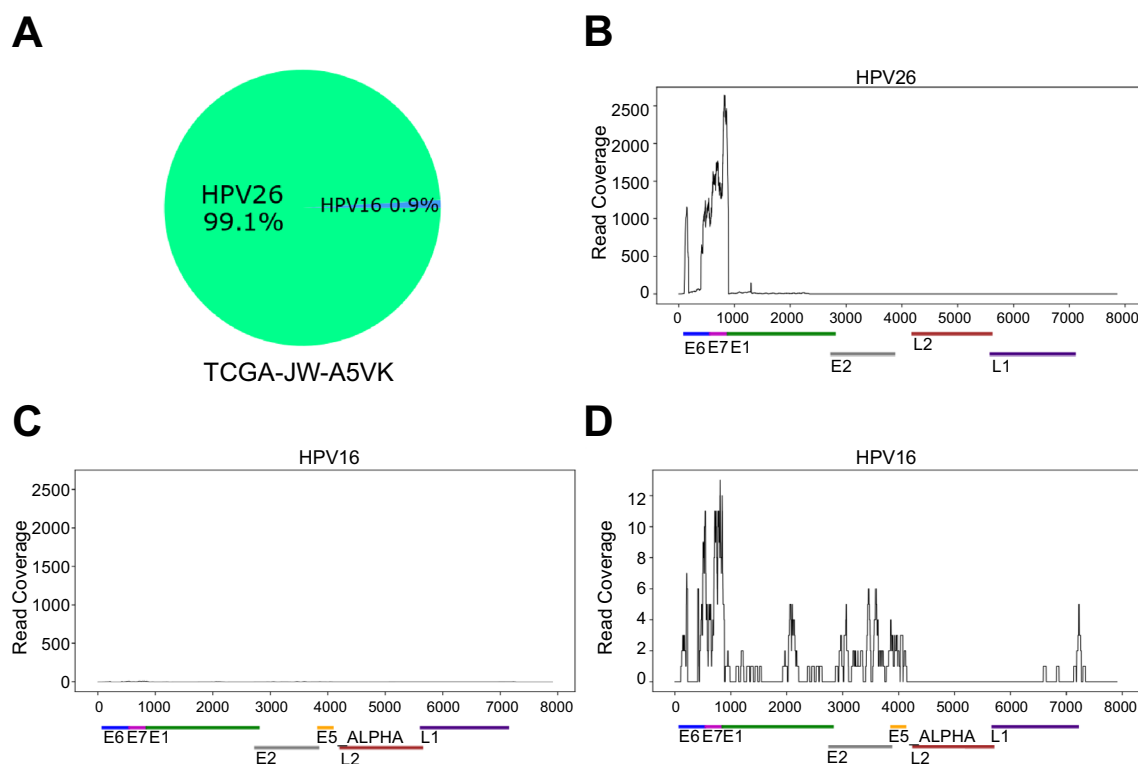 A
HPV26
99.1%
HPV16 0.9%
TCGA-JW-A5VK
B
HPV26
Read Coverage
2500
2000
1500
1000
500
0
0 1000 2000 3000 4000 5000 6000 7000 8000
E6 E7 E1 L2
E2 L1
C
HPV16
Read Coverage
2500
2000
1500
1000
500
0
0 1000 2000 3000 4000 5000 6000 7000 8000
E6 E7 E1 E5_ALPHA L1
E2 L2
D
HPV16
Read Coverage
12
10
8
6
4
2
0
0 1000 2000 3000 4000 5000 6000 7000 8000
E6 E7 E1 E5_ALPHA L1
E2 L2